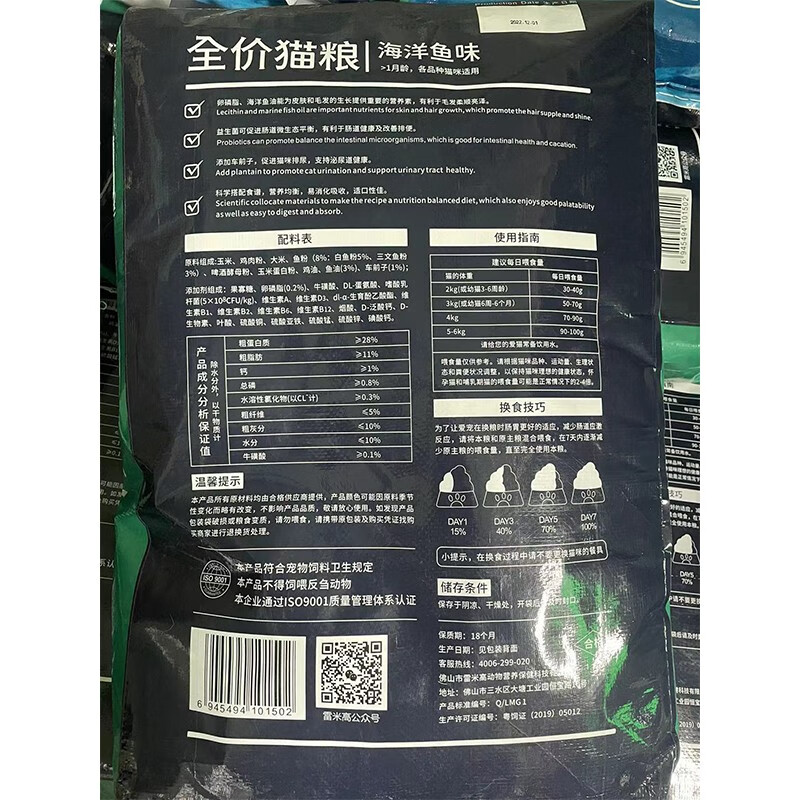 Production Date
2022.12.01
全价猫粮 海洋鱼味
>1月龄，各品种猫咪适用
卵磷脂、海洋鱼油能为皮肤和毛发的生长提供重要的营养素，有利于毛发柔顺亮泽。
Lecithin and marine fish oil are important nutrients for skin and hair growth, which promote the hair supple and shine.
益生菌可促进肠道微生态平衡，有利于肠道健康及改善排便。
Probiotics can promote balance the intestinal microorganisms, which is good for intestinal health and cacation.
添加车前子，促进猫咪排尿，支持泌尿道健康。
Add plantain to promote cat urination and support urinary tract healthy.
科学搭配食谱，营养均衡，易消化吸收，适口性佳。
Scientific collocate materials to make the recipe a nutrition balanced diet, which also enjoys good palatability
as well as easy to digest and absorb.
配料表
原料组成:玉米、鸡肉粉、大米、鱼粉（8%：白鱼粉5%、三文鱼粉
3%）、啤酒酵母粉、玉米蛋白粉、鸡油、鱼油(3%)、车前子(1%)；
添加剂组成：果寡糖、卵磷脂(0.2%)、牛磺酸、DL-蛋氨酸、嗜酸乳
杆菌(5×10⁸CFU/kg)、维生素A、维生素D3、dl-α-生育酚乙酸酯、维
生素B1、维生素B2、维生素B6、维生素B12、烟酸、D-泛酸钙、D-
生物素、叶酸、硫酸铜、硫酸亚铁、硫酸锰、硫酸锌、碘酸钙。
产品成分分析保证值
除水分外，以干物质计
粗蛋白质 ≥28%
粗脂肪 ≥11%
钙 ≥1%
总磷 ≥0.8%
水溶性氯化物(以CL⁻计) ≥0.3%
粗纤维 ≤5%
粗灰分 ≤10%
水分 ≤10%
牛磺酸 ≥0.1%
温馨提示
本产品所有原材料均由合格供应商提供，产品颜色可能因原料季节
性变化而略有改变，不影响产品品质，敬请放心使用。如发现产品
包装袋破损或粮食变质，请勿喂食，请携带原包装及购买凭证找购
买商家进行退换货处理。
ISO 9001
本产品符合宠物饲料卫生规定
本产品不得饲喂反刍动物
本企业通过ISO9001质量管理体系认证
6 945494 101502
雷米高公众号
使用指南
建议每日喂食量
猫的体重 每日喂食量
2kg(或幼猫3-6周龄) 30-40g
3kg(或幼猫6周-6个月) 50-70g
4kg 70-90g
5-6kg 90-100g
请给您的爱猫常备饮用水。
喂食量仅供参考。请根据猫咪品种、运动量、生理状
态和粪便状况调整，以保持猫咪理想的健康状态，怀
孕猫和哺乳期猫的喂食量可能是正常情况下的2-4倍。
换食技巧
为了让爱宠在换粮时肠胃更好的适应，减少肠道应激
反应，请将本粮和原主粮混合喂食，在7天内逐渐减
少原主粮的喂食量，直至完全使用本粮。
DAY1 DAY3 DAY5 DAY7
15% 40% 70% 100%
小提示，在换食过程中请不要更换猫咪的餐具
储存条件
保存于阴凉、干燥处，开袋后
保质期：18个月
生产日期：见包装背面
客服热线：4006-299-020
佛山市雷米高动物营养保健科技
地址：佛山市三水区大塘工业园
产品标准编号：Q/LMG 1
生产许可证编号：粤饲证（2019）05012
6 945494 101502
DAY5
70%